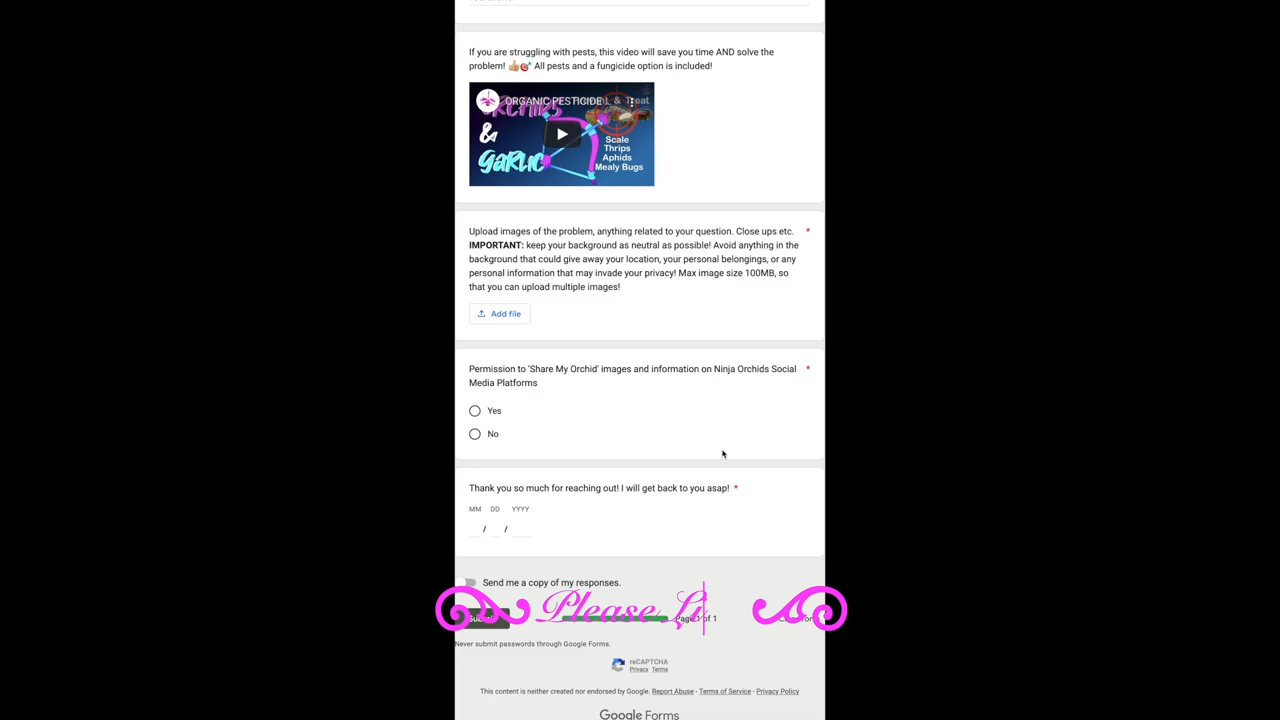 If you are struggling with pests, this video will save you time AND solve the
problem! 👍🏼🎯 All pests and a fungicide option is included!
ORGANIC PESTICIDE & Treat
ORCHIDS
&
GARLIC
Scale
Thrips
Aphids
Mealy Bugs
Upload images of the problem, anything related to your question. Close ups etc. *
IMPORTANT: keep your background as neutral as possible! Avoid anything in the
background that could give away your location, your personal belongings, or any
personal information that may invade your privacy! Max image size 100MB, so
that you can upload multiple images!
Add file
Permission to 'Share My Orchid' images and information on Ninja Orchids Social *
Media Platforms
Yes
No
Thank you so much for reaching out! I will get back to you asap! *
MM DD YYYY
/ /
Send me a copy of my responses.
Please Li
Page 1 of 1
Never submit passwords through Google Forms.
reCAPTCHA
Privacy Terms
This content is neither created nor endorsed by Google. Report Abuse - Terms of Service - Privacy Policy
Google Forms